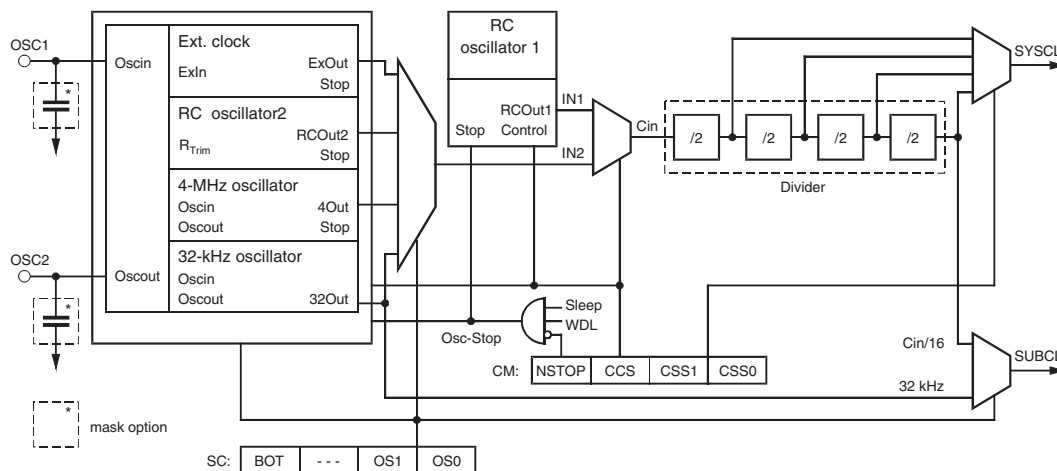 OSC1
Oscin
*
Ext. clock
ExIn
ExOut
Stop
RC oscillator2
RTrim
RCOut2
Stop
4-MHz oscillator
Oscin
Oscout
4Out
Stop
32-kHz oscillator
Oscin
Oscout
32Out
OSC2
Oscout
*
*
mask option
RC
oscillator 1
RCOut1
Stop
Control
IN1
IN2
Cin
/2
/2
/2
/2
Divider
SYSCL
Sleep
WDL
Osc-Stop
CM:
NSTOP
CCS
CSS1
CSS0
Cin/16
32 kHz
SUBCL
SC:
BOT
- - -
OS1
OS0